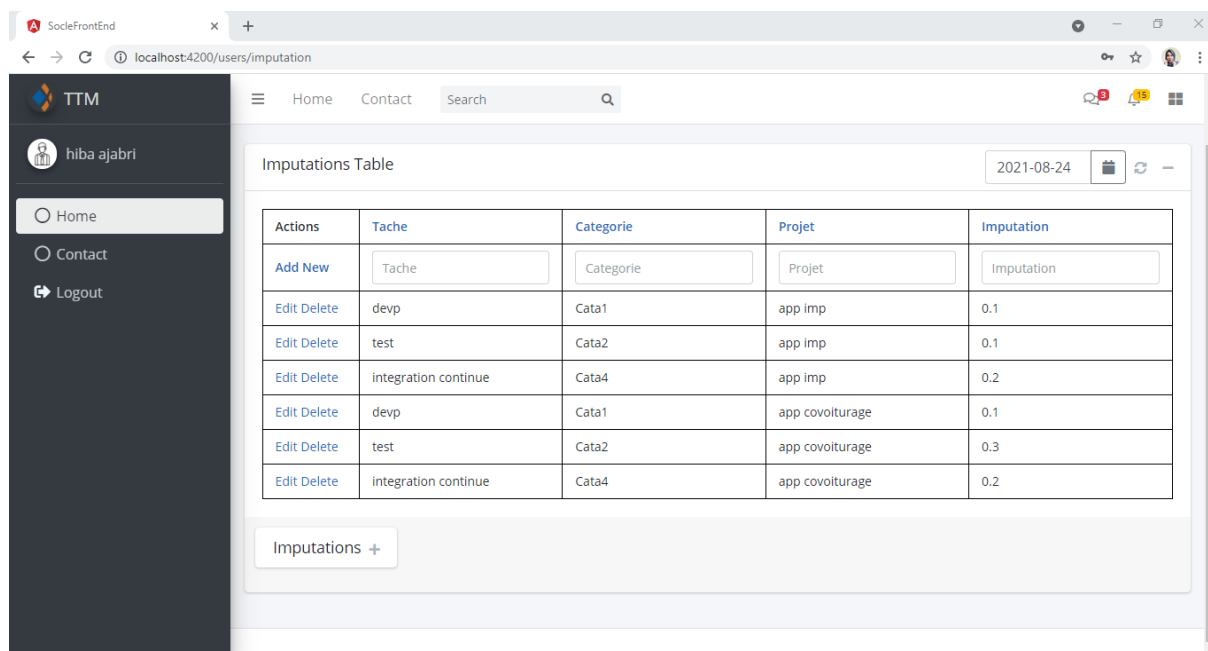 SocleFrontEnd
localhost:4200/users/imputation
TTM
Home Contact Search 3 15
hiba ajabri
Home
Contact
Logout
Imputations Table 2021-08-24
Actions Tache Categorie Projet Imputation
Add New Tache Categorie Projet Imputation
Edit Delete devp Cata1 app imp 0.1
Edit Delete test Cata2 app imp 0.1
Edit Delete integration continue Cata4 app imp 0.2
Edit Delete devp Cata1 app covoiturage 0.1
Edit Delete test Cata2 app covoiturage 0.3
Edit Delete integration continue Cata4 app covoiturage 0.2
Imputations +